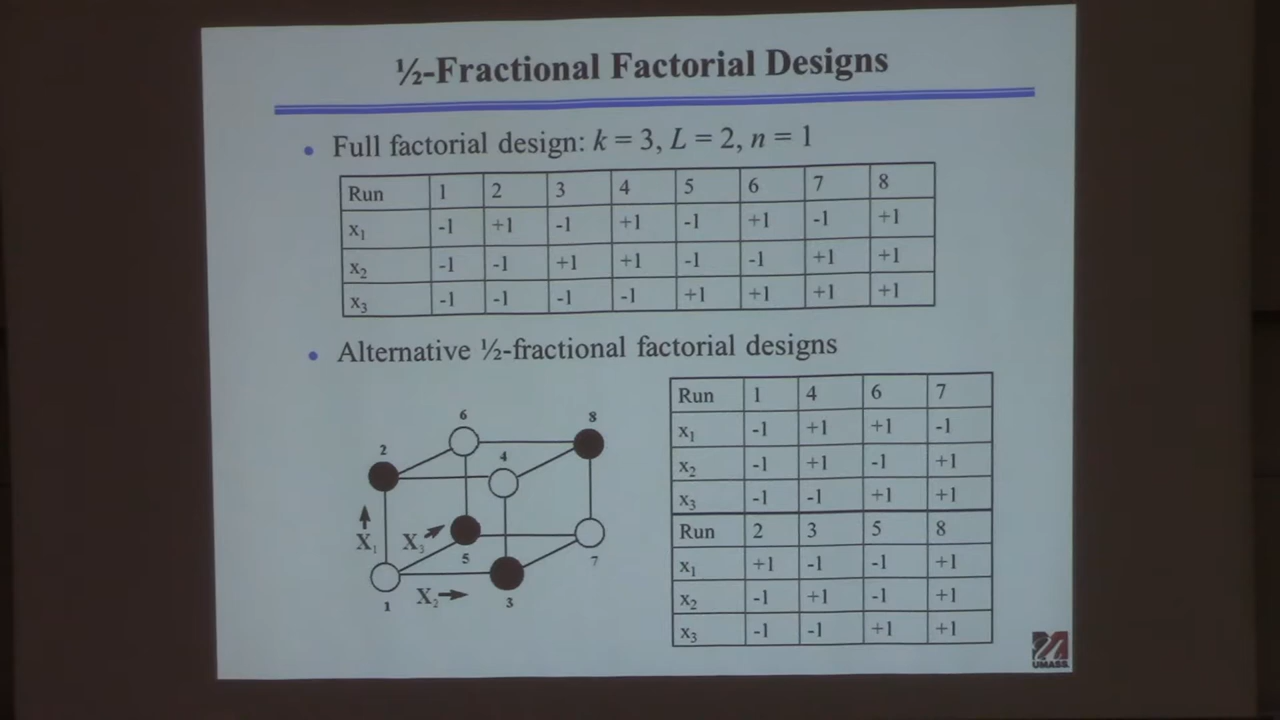 ½-Fractional Factorial Designs
• Full factorial design: k = 3, L = 2, n = 1
Run 1 2 3 4 5 6 7 8
x₁ -1 +1 -1 +1 -1 +1 -1 +1
x₂ -1 -1 +1 +1 -1 -1 +1 +1
x₃ -1 -1 -1 -1 +1 +1 +1 +1
• Alternative ½-fractional factorial designs
6 8
2 4
X₁ X₃
5 7
X₂
1 3
Run 1 4 6 7
x₁ -1 +1 +1 -1
x₂ -1 +1 -1 +1
x₃ -1 -1 +1 +1
Run 2 3 5 8
x₁ +1 -1 -1 +1
x₂ -1 +1 -1 +1
x₃ -1 -1 +1 +1
UMASS